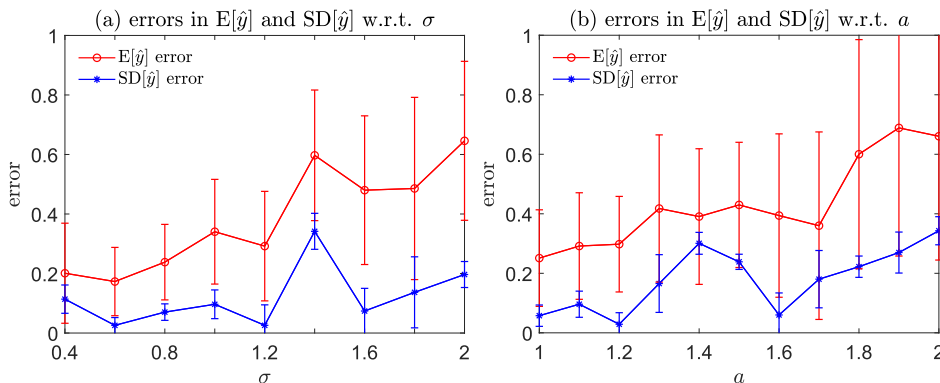 (a) errors in E[ŷ] and SD[ŷ] w.r.t. σ
1
0.8
0.6
0.4
0.2
0
error
E[ŷ] error
SD[ŷ] error
0.4 0.6 0.8 1 1.2 1.4 1.6 1.8 2
σ
(b) errors in E[ŷ] and SD[ŷ] w.r.t. a
1
0.8
0.6
0.4
0.2
0
error
E[ŷ] error
SD[ŷ] error
1 1.2 1.4 1.6 1.8 2
a